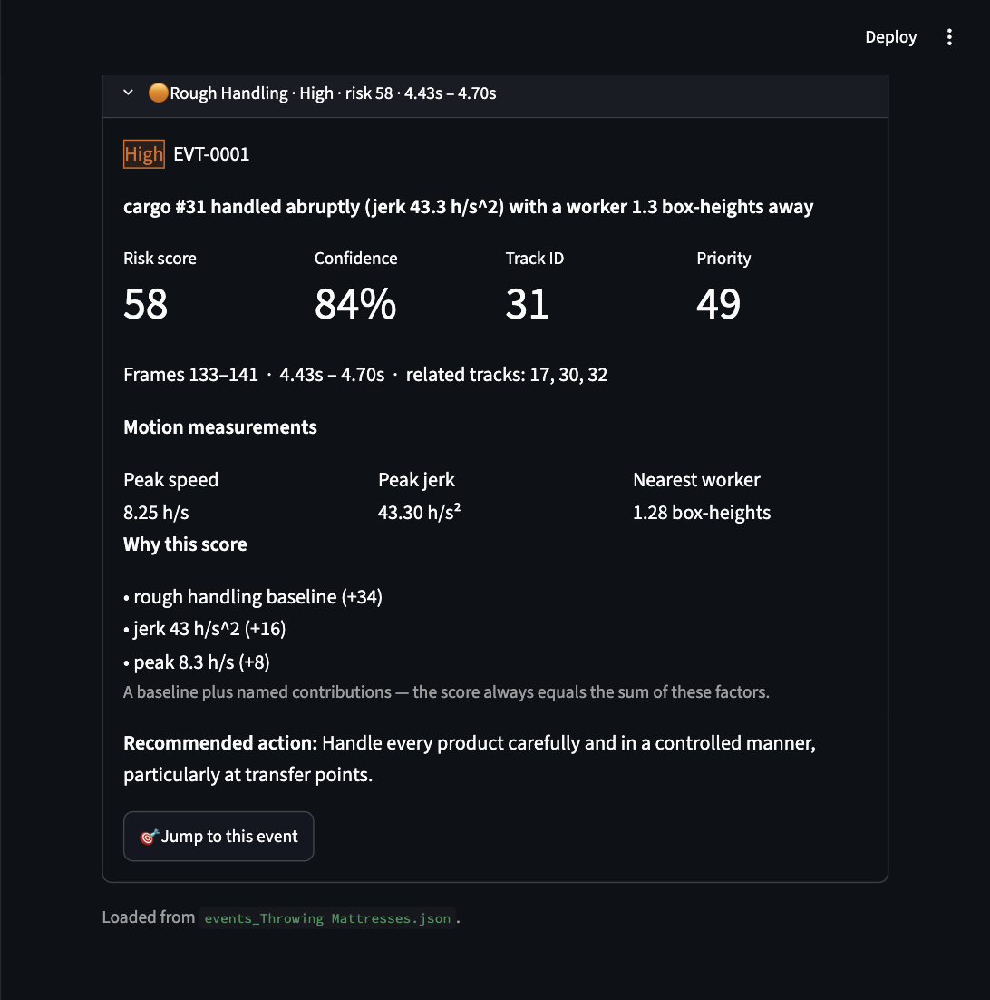 Deploy
Rough Handling · High · risk 58 · 4.43s – 4.70s
High EVT-0001
cargo #31 handled abruptly (jerk 43.3 h/s^2) with a worker 1.3 box-heights away
Risk score Confidence Track ID Priority
58 84% 31 49
Frames 133–141 · 4.43s – 4.70s · related tracks: 17, 30, 32
Motion measurements
Peak speed Peak jerk Nearest worker
8.25 h/s 43.30 h/s² 1.28 box-heights
Why this score
• rough handling baseline (+34)
• jerk 43 h/s^2 (+16)
• peak 8.3 h/s (+8)
A baseline plus named contributions — the score always equals the sum of these factors.
Recommended action: Handle every product carefully and in a controlled manner,
particularly at transfer points.
Jump to this event
Loaded from events_Throwing Mattresses.json.